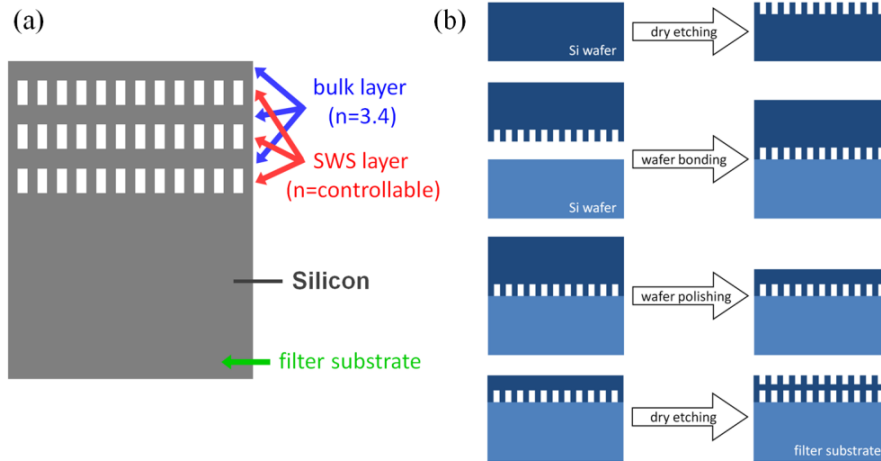 (a)
bulk layer
(n=3.4)
SWS layer
(n=controllable)
Silicon
filter substrate
(b)
Si wafer
dry etching
Si wafer
wafer bonding
wafer polishing
dry etching
filter substrate